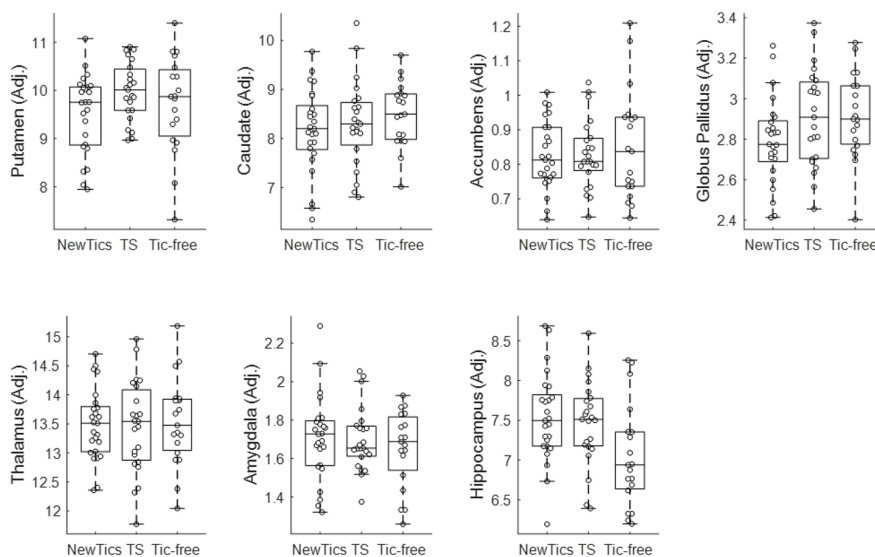 Putamen (Adj.)
11
10
9
8
NewTics TS Tic-free
Caudate (Adj.)
10
9
8
7
NewTics TS Tic-free
Accumbens (Adj.)
1.2
1.1
1
0.9
0.8
0.7
NewTics TS Tic-free
Globus Pallidus (Adj.)
3.4
3.2
3
2.8
2.6
2.4
NewTics TS Tic-free
Thalamus (Adj.)
15
14.5
14
13.5
13
12.5
12
NewTics TS Tic-free
Amygdala (Adj.)
2.2
2
1.8
1.6
1.4
NewTics TS Tic-free
Hippocampus (Adj.)
8.5
8
7.5
7
6.5
NewTics TS Tic-free